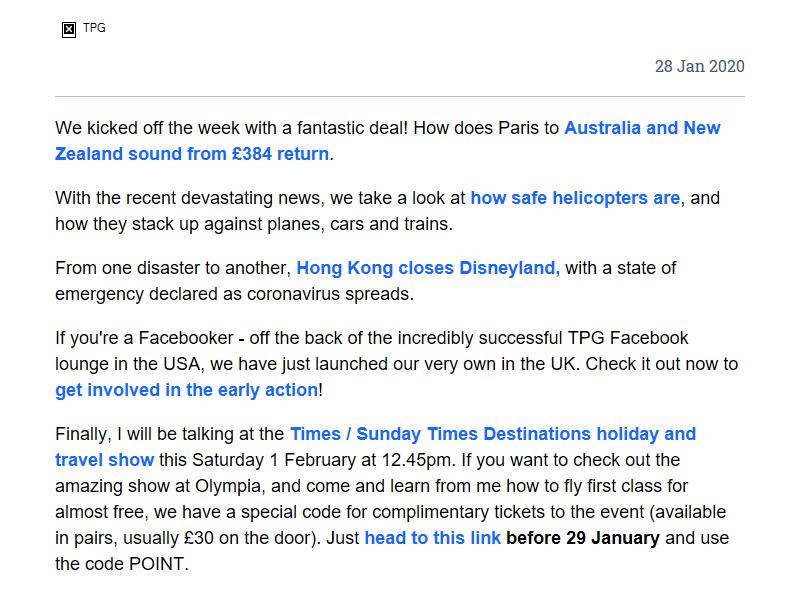 TPG
28 Jan 2020
We kicked off the week with a fantastic deal! How does Paris to Australia and New
Zealand sound from £384 return.
With the recent devastating news, we take a look at how safe helicopters are, and
how they stack up against planes, cars and trains.
From one disaster to another, Hong Kong closes Disneyland, with a state of
emergency declared as coronavirus spreads.
If you're a Facebooker - off the back of the incredibly successful TPG Facebook
lounge in the USA, we have just launched our very own in the UK. Check it out now to
get involved in the early action!
Finally, I will be talking at the Times / Sunday Times Destinations holiday and
travel show this Saturday 1 February at 12.45pm. If you want to check out the
amazing show at Olympia, and come and learn from me how to fly first class for
almost free, we have a special code for complimentary tickets to the event (available
in pairs, usually £30 on the door). Just head to this link before 29 January and use
the code POINT.